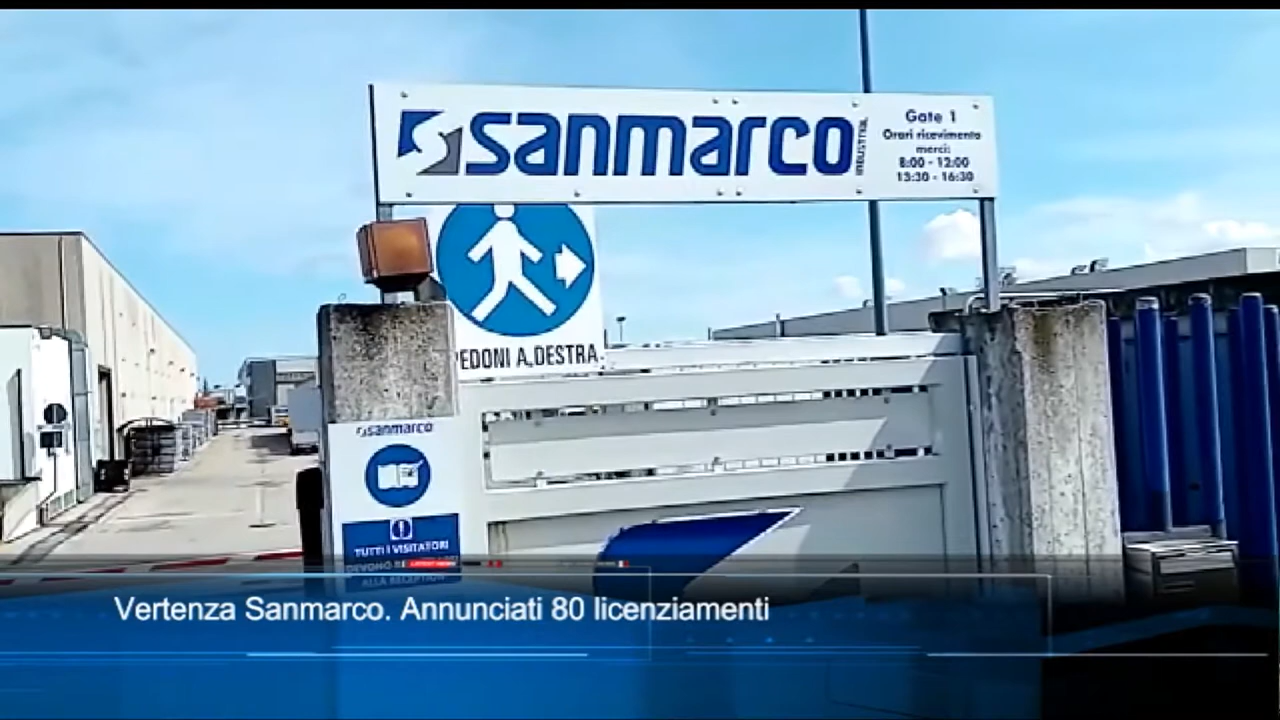 sanmarco
INDUSTRIAL
Gate 1
Orari ricevimento
merci:
8:00 - 12:00
13:30 - 16:30
PEDONI A DESTRA
sanmarco
TUTTI I VISITATORI
DEVONO
ALLA RECEPTION
Vertenza Sanmarco. Annunciati 80 licenziamenti